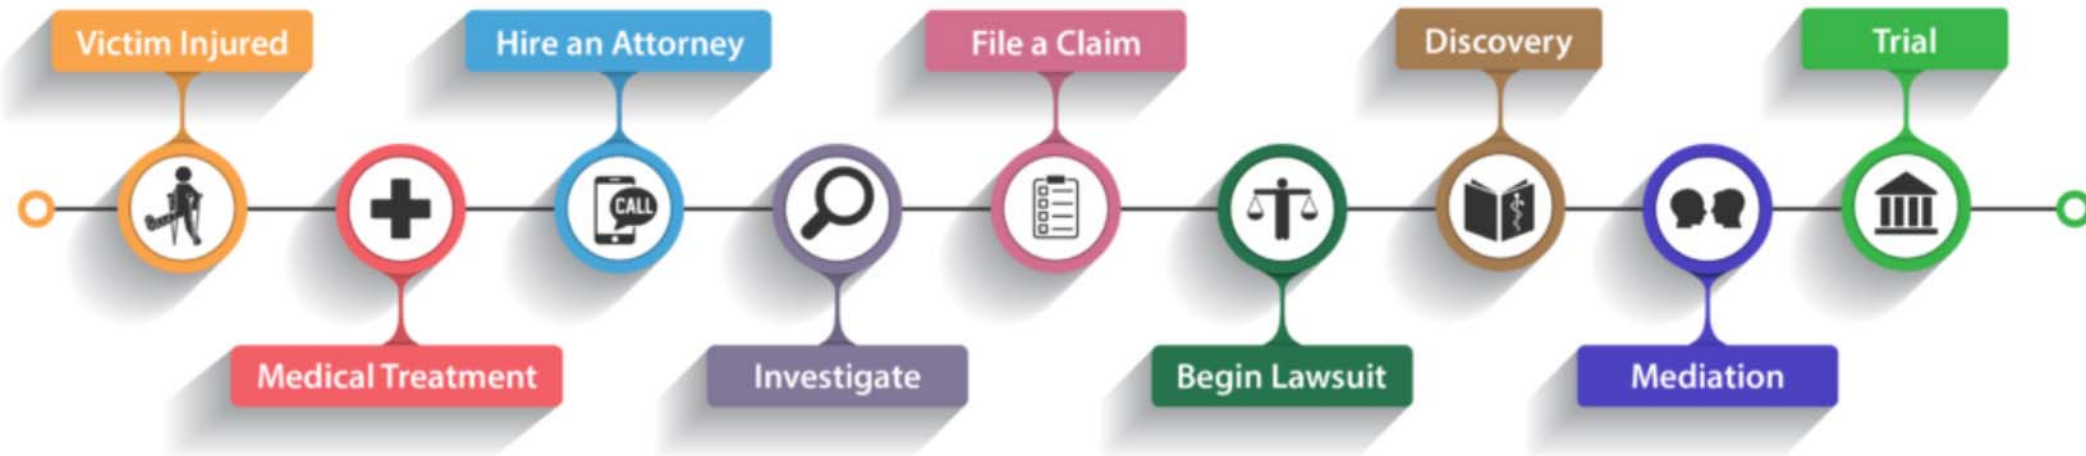 Victim Injured
Medical Treatment
Hire an Attorney
CALL
Investigate
File a Claim
Begin Lawsuit
Discovery
Mediation
Trial